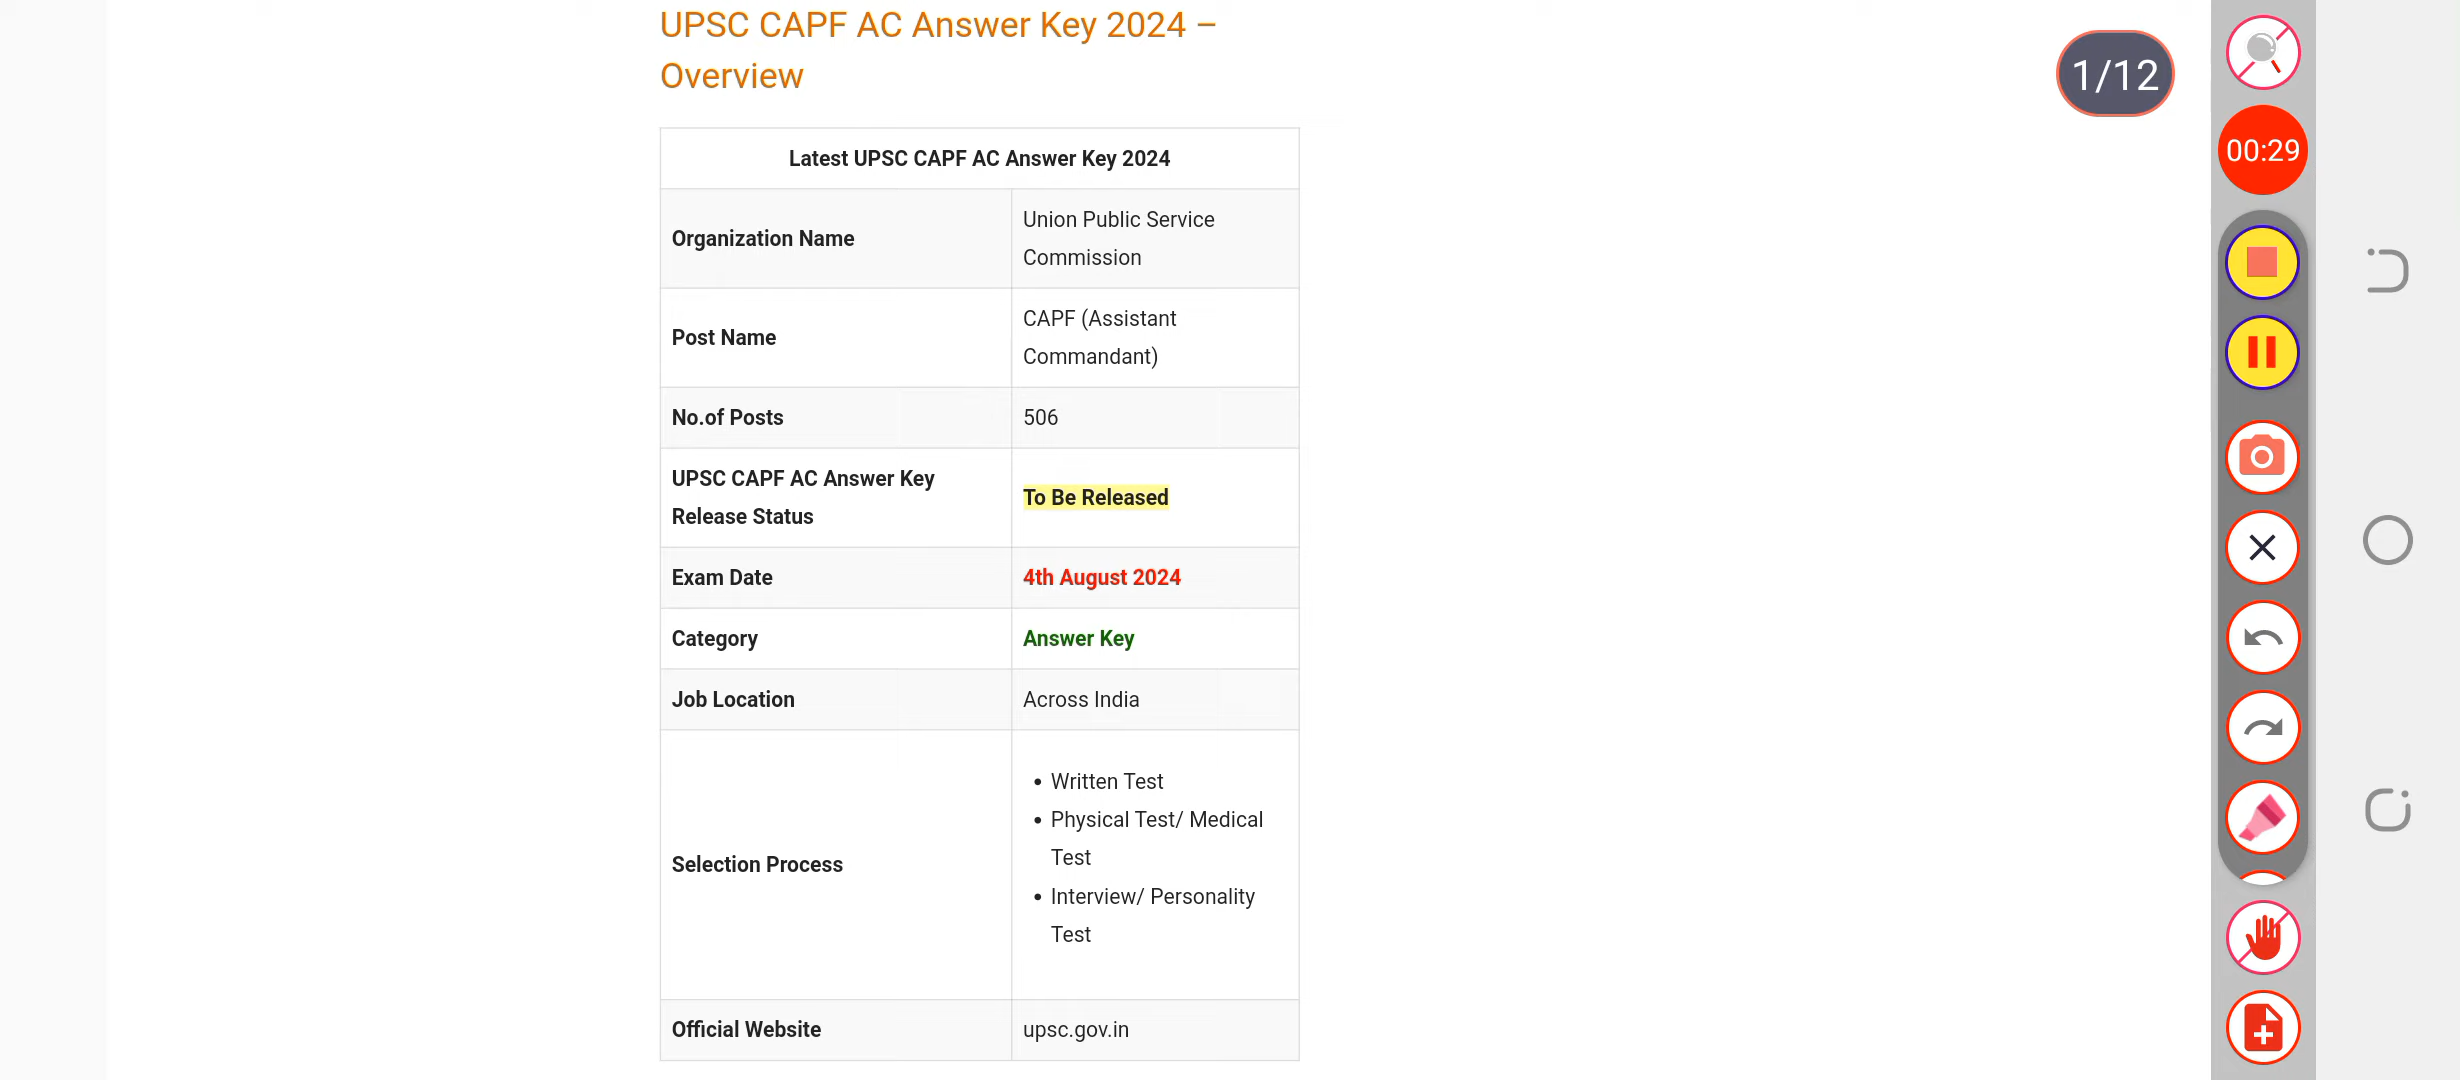 UPSC CAPF AC Answer Key 2024 –
Overview
1/12
00:29
Latest UPSC CAPF AC Answer Key 2024
Organization Name
Union Public Service
Commission
Post Name
CAPF (Assistant
Commandant)
No.of Posts
506
UPSC CAPF AC Answer Key
Release Status
To Be Released
Exam Date
4th August 2024
Category
Answer Key
Job Location
Across India
Selection Process
• Written Test
• Physical Test/ Medical
Test
• Interview/ Personality
Test
Official Website
upsc.gov.in